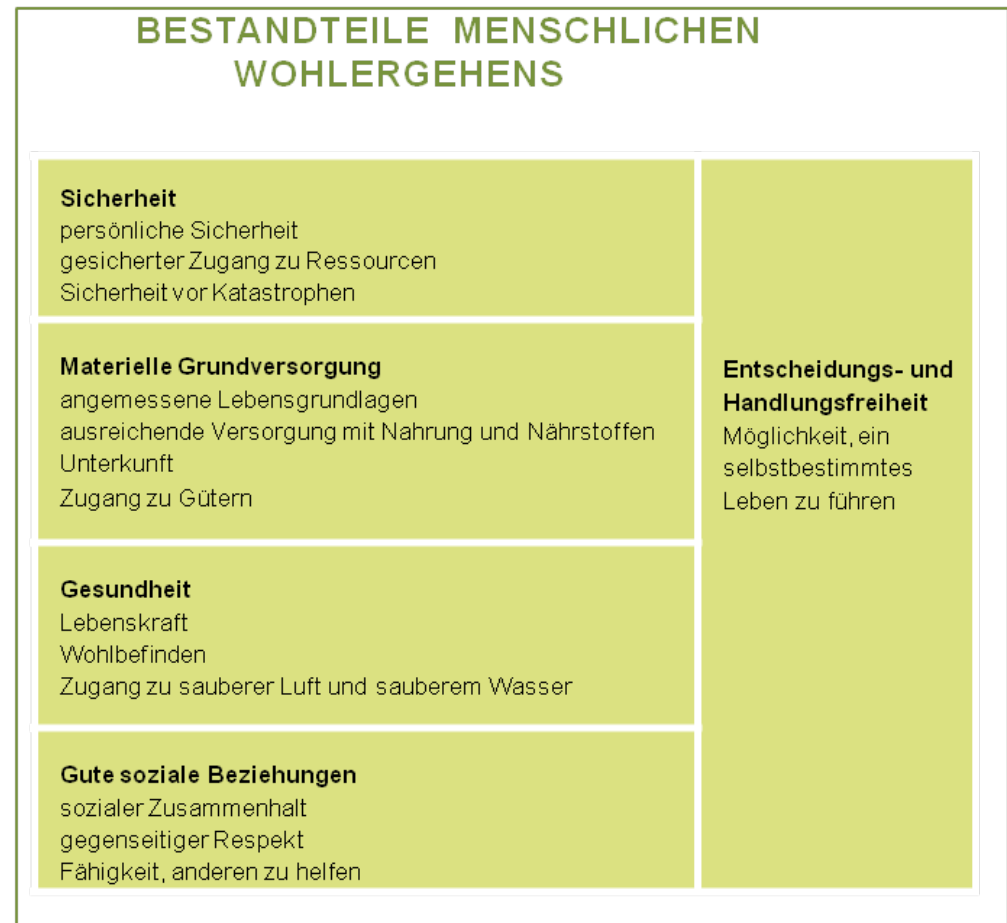 BESTANDTEILE MENSCHLICHEN
WOHLERGEHENS
Sicherheit
persönliche Sicherheit
gesicherter Zugang zu Ressourcen
Sicherheit vor Katastrophen
Materielle Grundversorgung
angemessene Lebensgrundlagen
ausreichende Versorgung mit Nahrung und Nährstoffen
Unterkunft
Zugang zu Gütern
Gesundheit
Lebenskraft
Wohlbefinden
Zugang zu sauberer Luft und sauberem Wasser
Gute soziale Beziehungen
sozialer Zusammenhalt
gegenseitiger Respekt
Fähigkeit, anderen zu helfen
Entscheidungs- und
Handlungsfreiheit
Möglichkeit, ein
selbstbestimmtes
Leben zu führen